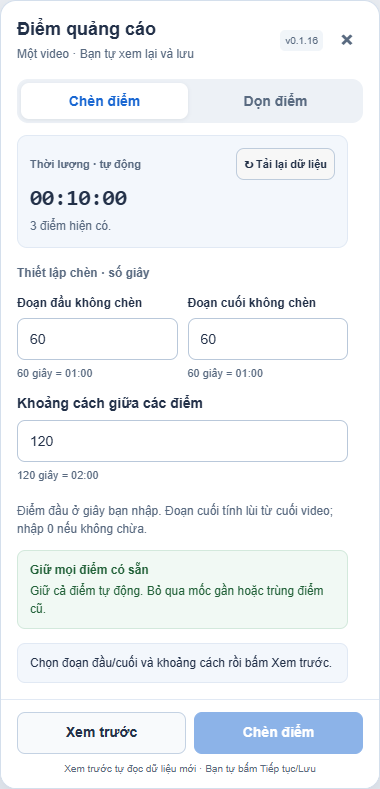 Điểm quảng cáo
Một video · Bạn tự xem lại và lưu
v0.1.16
×
Chèn điểm
Dọn điểm
Thời lượng · tự động
↻ Tải lại dữ liệu
00:10:00
3 điểm hiện có.
Thiết lập chèn · số giây
Đoạn đầu không chèn
Đoạn cuối không chèn
60
60
60 giây = 01:00
60 giây = 01:00
Khoảng cách giữa các điểm
120
120 giây = 02:00
Điểm đầu ở giây bạn nhập. Đoạn cuối tính lùi từ cuối video;
nhập 0 nếu không chừa.
Giữ mọi điểm có sẵn
Giữ cả điểm tự động. Bỏ qua mốc gần hoặc trùng điểm
cũ.
Chọn đoạn đầu/cuối và khoảng cách rồi bấm Xem trước.
Xem trước
Chèn điểm
Xem trước tự đọc dữ liệu mới · Bạn tự bấm Tiếp tục/Lưu